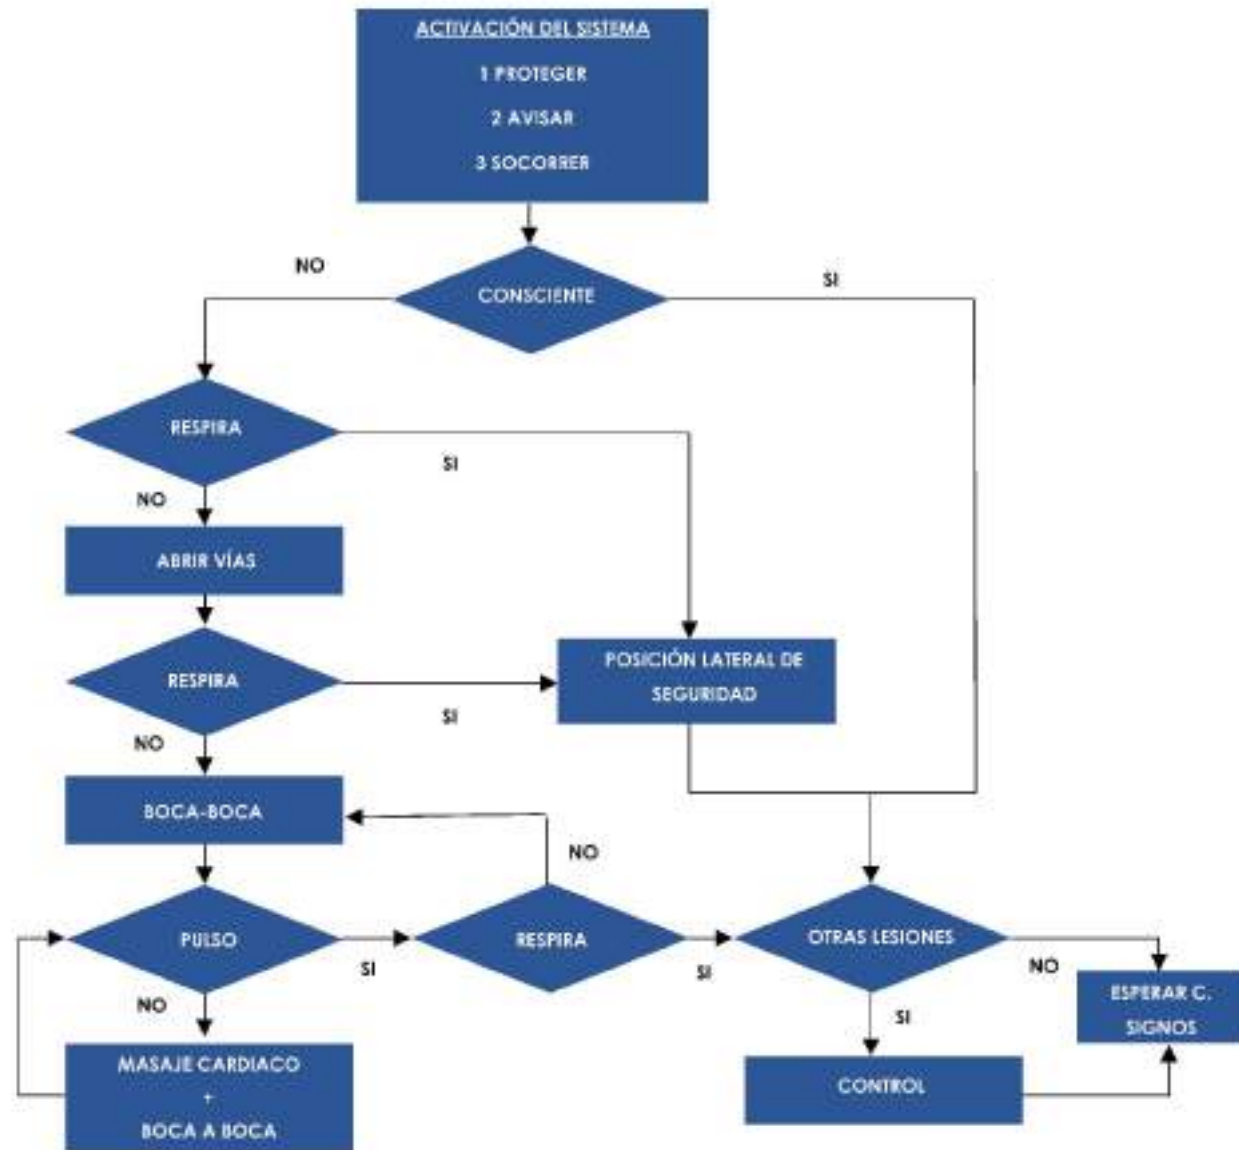 ACTIVACIÓN DEL SISTEMA
1 PROTEGER
2 AVISAR
3 SOCORRER
NO
CONSCIENTE
SI
RESPIRA
SI
NO
ABRIR VÍAS
RESPIRA
SI
POSICIÓN LATERAL DE
SEGURIDAD
NO
BOCA-BOCA
NO
PULSO
SI
RESPIRA
SI
OTRAS LESIONES
NO
ESPERAR C.
SIGNOS
NO
SI
MASAJE CARDIACO
+
BOCA A BOCA
CONTROL